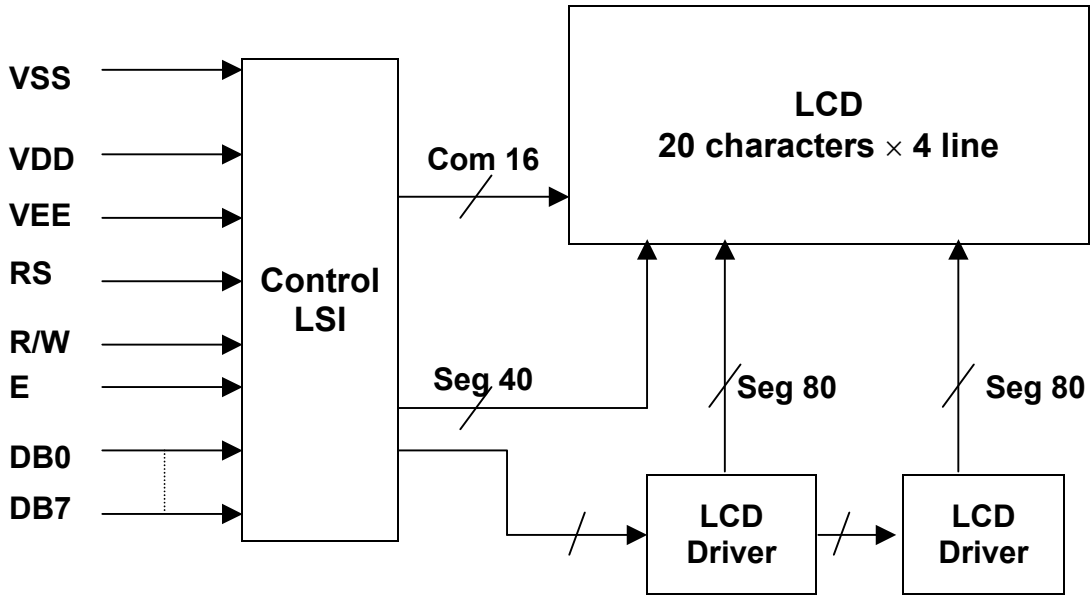 VSS
VDD
VEE
RS
R/W
E
DB0
DB7
Control
LSI
Com 16
Seg 40
LCD
20 characters × 4 line
Seg 80
Seg 80
LCD
Driver
LCD
Driver